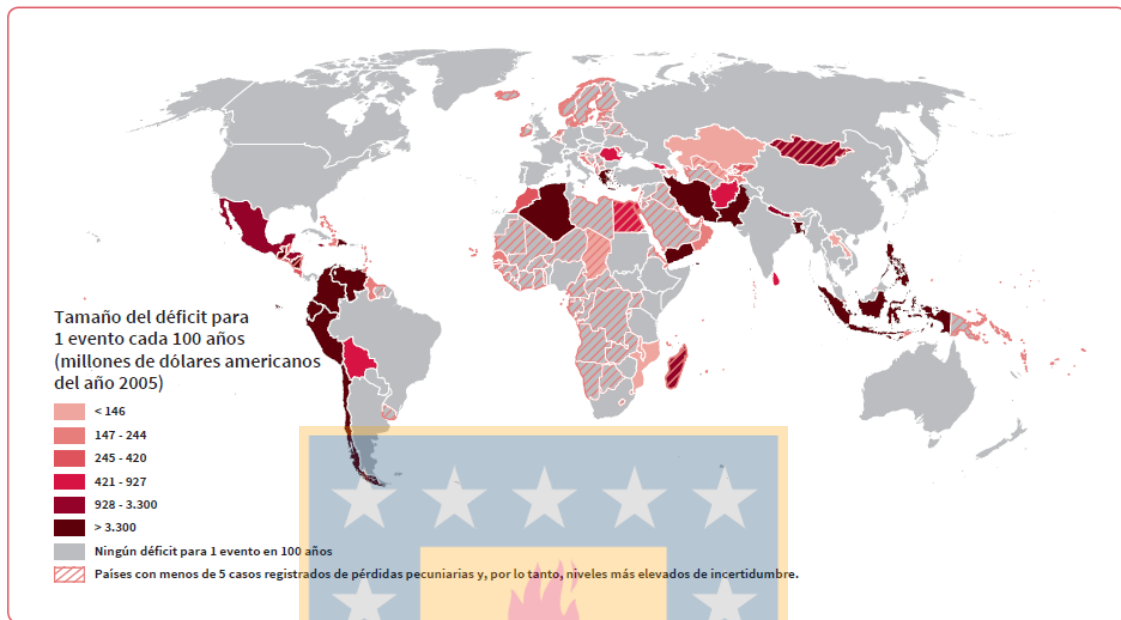 Tamaño del déficit para
1 evento cada 100 años
(millones de dólares americanos
del año 2005)
< 146
147 - 244
245 - 420
421 - 927
928 - 3.300
> 3.300
Ningún déficit para 1 evento en 100 años
Países con menos de 5 casos registrados de pérdidas pecuniarias y, por lo tanto, niveles más elevados de incertidumbre.